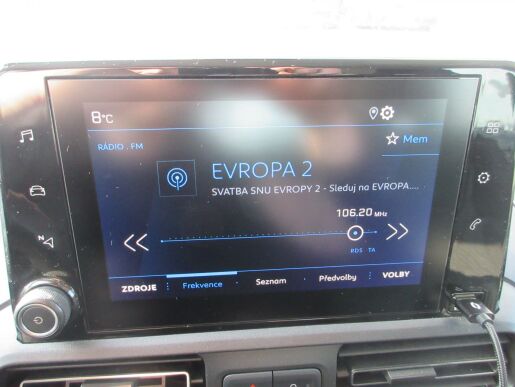 8°C
RÁDIO . FM
Mem
EVROPA 2
SVATBA SNU EVROPY 2 - Sleduj na EVROPA....
106.20 MHz
RDS TA
ZDROJE Frekvence Seznam Předvolby VOLBY
N